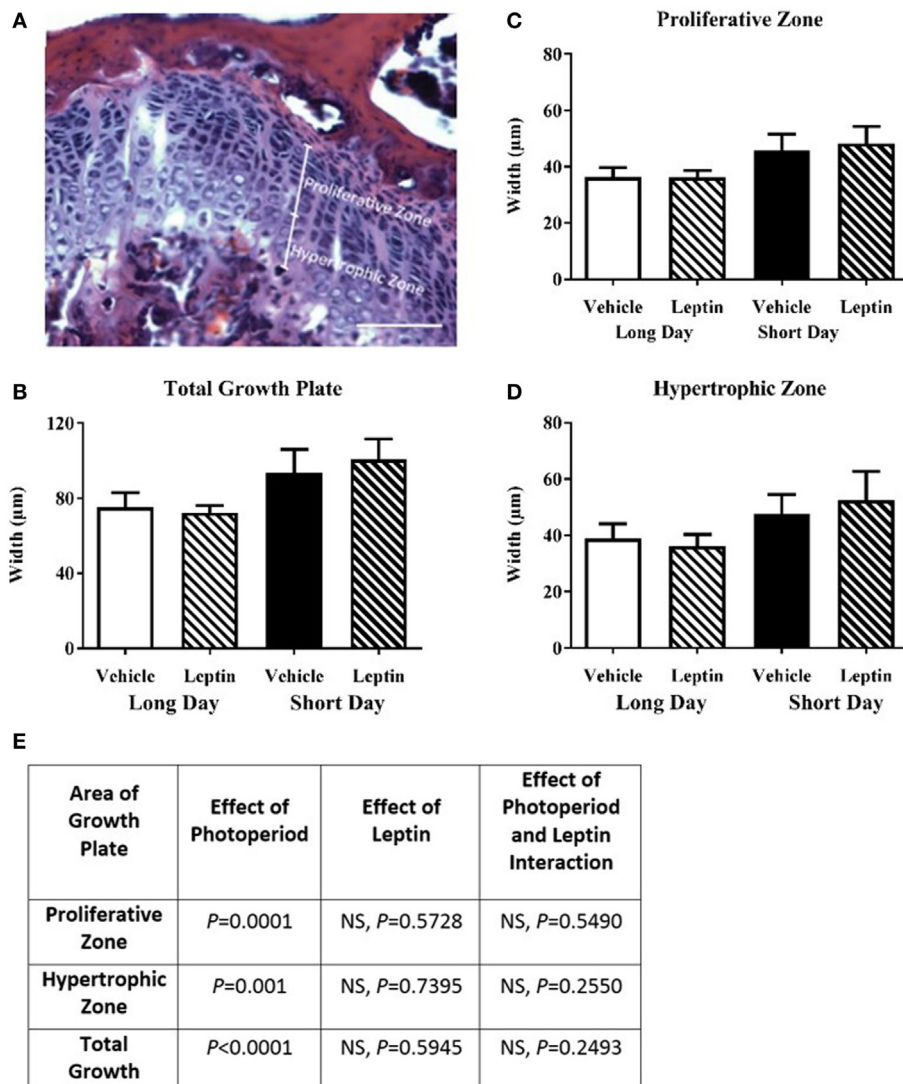 A
Proliferative Zone
Hypertrophic Zone
C
Proliferative Zone
80
60
40
20
0
Width (µm)
Vehicle Leptin Vehicle Leptin
Long Day Short Day
B
Total Growth Plate
120
80
40
0
Width (µm)
Vehicle Leptin Vehicle Leptin
Long Day Short Day
D
Hypertrophic Zone
80
60
40
20
0
Width (µm)
Vehicle Leptin Vehicle Leptin
Long Day Short Day
E
Area of
Growth
Plate
Effect of
Photoperiod
Effect of
Leptin
Effect of
Photoperiod
and Leptin
Interaction
Proliferative
Zone
P=0.0001
NS, P=0.5728
NS, P=0.5490
Hypertrophic
Zone
P=0.001
NS, P=0.7395
NS, P=0.2550
Total
Growth
P<0.0001
NS, P=0.5945
NS, P=0.2493